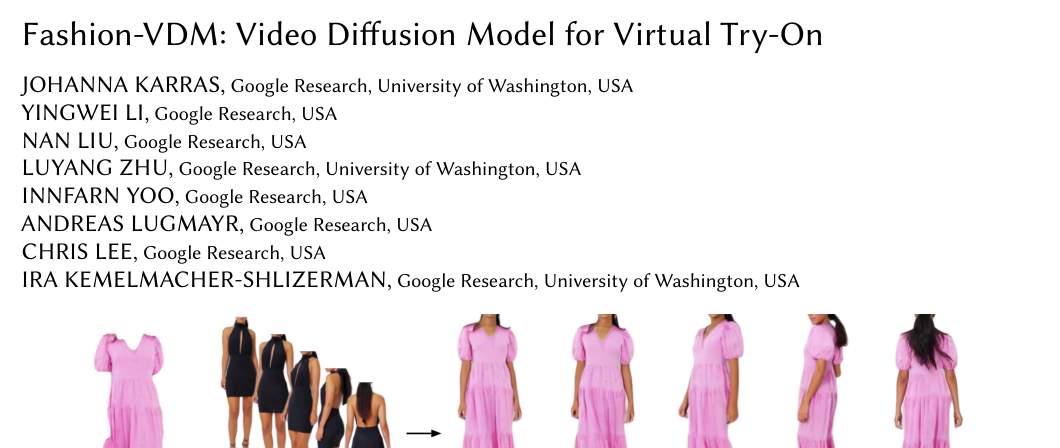 Fashion-VDM: Video Diffusion Model for Virtual Try-On
JOHANNA KARRAS, Google Research, University of Washington, USA
YINGWEI LI, Google Research, USA
NAN LIU, Google Research, USA
LUYANG ZHU, Google Research, University of Washington, USA
INNFARN YOO, Google Research, USA
ANDREAS LUGMAYR, Google Research, USA
CHRIS LEE, Google Research, USA
IRA KEMELMACHER-SHLIZERMAN, Google Research, University of Washington, USA